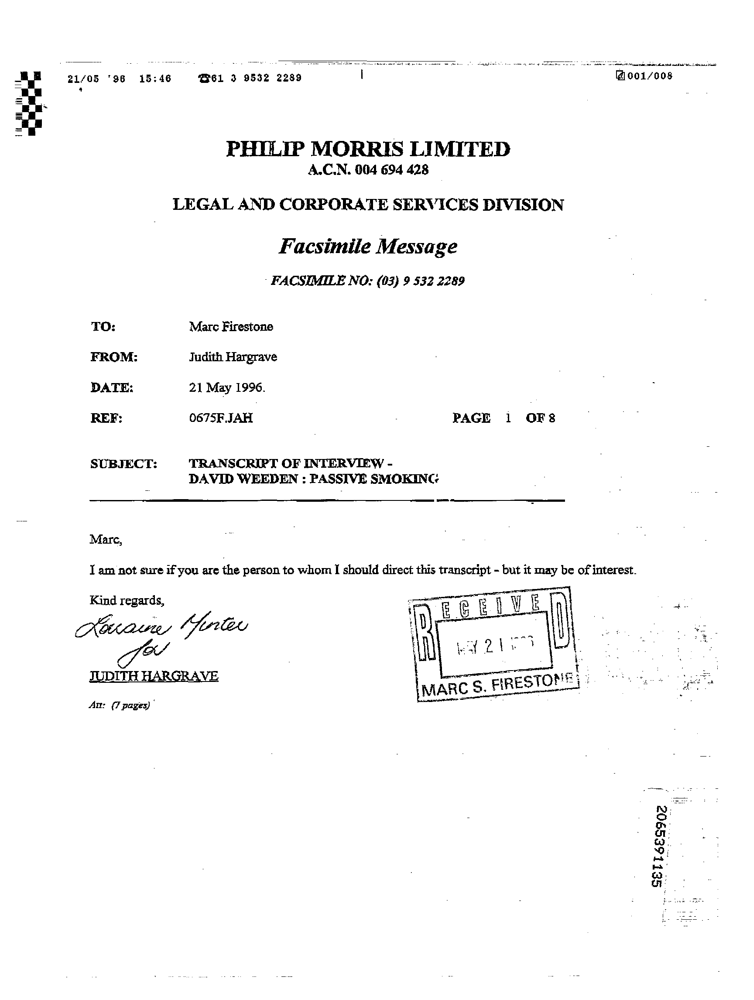 21/05 '96 15:46 ☎61 3 9532 2289 001/008
PHILIP MORRIS LIMITED
A.C.N. 004 694 428
LEGAL AND CORPORATE SERVICES DIVISION
Facsimile Message
FACSIMILE NO: (03) 9 532 2289
TO: Marc Firestone
FROM: Judith Hargrave
DATE: 21 May 1996.
REF: 0675F.JAH PAGE 1 OF 8
SUBJECT: TRANSCRIPT OF INTERVIEW -
DAVID WEEDEN : PASSIVE SMOKING
Marc,
I am not sure if you are the person to whom I should direct this transcript - but it may be of interest.
Kind regards,
Lorraine Minter
for
JUDITH HARGRAVE
Att: (7 pages)
RECEIVED
MAY 21
MARC S. FIRESTONE
2065391135